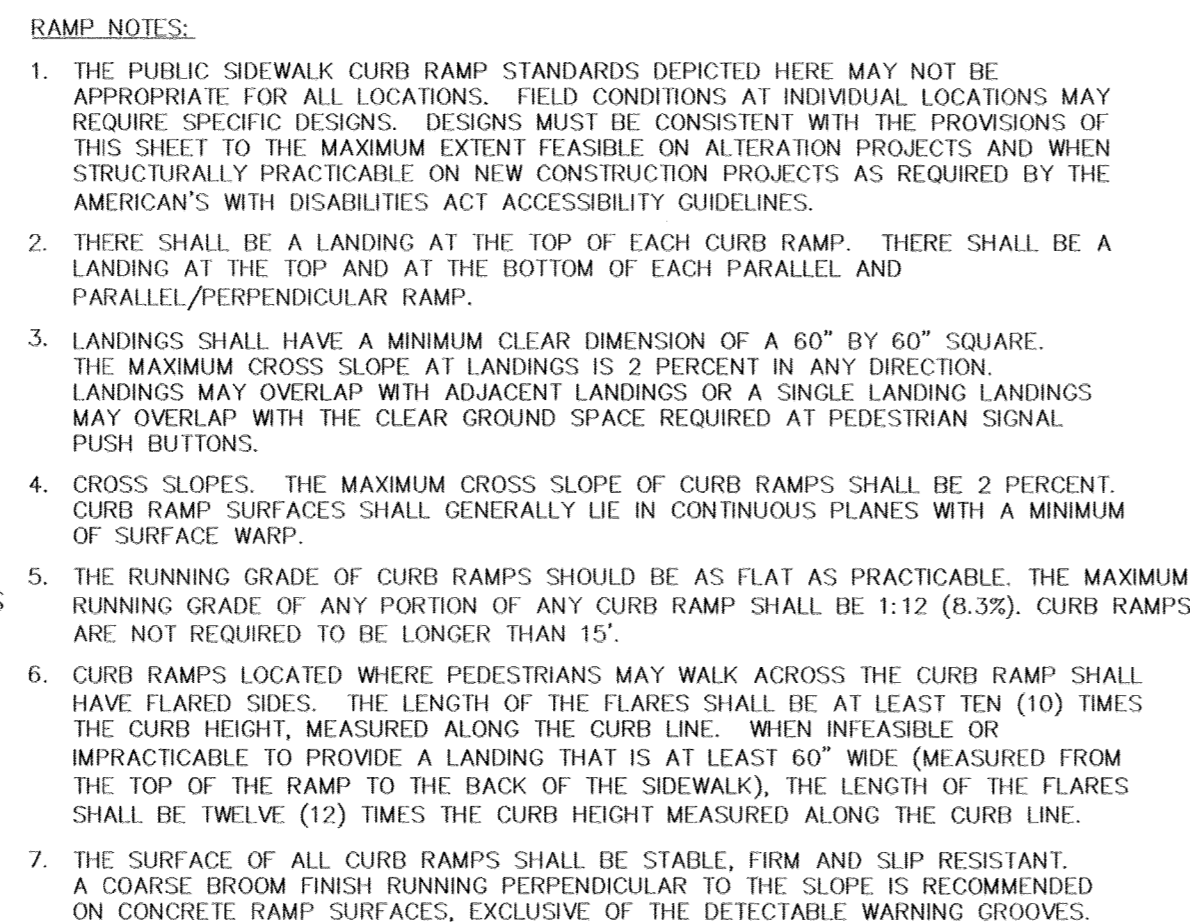 RAMP NOTES:
1. THE PUBLIC SIDEWALK CURB RAMP STANDARDS DEPICTED HERE MAY NOT BE
APPROPRIATE FOR ALL LOCATIONS. FIELD CONDITIONS AT INDIVIDUAL LOCATIONS MAY
REQUIRE SPECIFIC DESIGNS. DESIGNS MUST BE CONSISTENT WITH THE PROVISIONS OF
THIS SHEET TO THE MAXIMUM EXTENT FEASIBLE ON ALTERATION PROJECTS AND WHEN
STRUCTURALLY PRACTICABLE ON NEW CONSTRUCTION PROJECTS AS REQUIRED BY THE
AMERICAN'S WITH DISABILITIES ACT ACCESSIBILITY GUIDELINES.
2. THERE SHALL BE A LANDING AT THE TOP OF EACH CURB RAMP. THERE SHALL BE A
LANDING AT THE TOP AND AT THE BOTTOM OF EACH PARALLEL AND
PARALLEL/PERPENDICULAR RAMP.
3. LANDINGS SHALL HAVE A MINIMUM CLEAR DIMENSION OF A 60" BY 60" SQUARE.
THE MAXIMUM CROSS SLOPE AT LANDINGS IS 2 PERCENT IN ANY DIRECTION.
LANDINGS MAY OVERLAP WITH ADJACENT LANDINGS OR A SINGLE LANDING LANDINGS
MAY OVERLAP WITH THE CLEAR GROUND SPACE REQUIRED AT PEDESTRIAN SIGNAL
PUSH BUTTONS.
4. CROSS SLOPES. THE MAXIMUM CROSS SLOPE OF CURB RAMPS SHALL BE 2 PERCENT.
CURB RAMP SURFACES SHALL GENERALLY LIE IN CONTINUOUS PLANES WITH A MINIMUM
OF SURFACE WARP.
5. THE RUNNING GRADE OF CURB RAMPS SHOULD BE AS FLAT AS PRACTICABLE. THE MAXIMUM
RUNNING GRADE OF ANY PORTION OF ANY CURB RAMP SHALL BE 1:12 (8.3%). CURB RAMPS
ARE NOT REQUIRED TO BE LONGER THAN 15'.
6. CURB RAMPS LOCATED WHERE PEDESTRIANS MAY WALK ACROSS THE CURB RAMP SHALL
HAVE FLARED SIDES. THE LENGTH OF THE FLARES SHALL BE AT LEAST TEN (10) TIMES
THE CURB HEIGHT, MEASURED ALONG THE CURB LINE. WHEN INFEASIBLE OR
IMPRACTICABLE TO PROVIDE A LANDING THAT IS AT LEAST 60" WIDE (MEASURED FROM
THE TOP OF THE RAMP TO THE BACK OF THE SIDEWALK), THE LENGTH OF THE FLARES
SHALL BE TWELVE (12) TIMES THE CURB HEIGHT MEASURED ALONG THE CURB LINE.
7. THE SURFACE OF ALL CURB RAMPS SHALL BE STABLE, FIRM AND SLIP RESISTANT.
A COARSE BROOM FINISH RUNNING PERPENDICULAR TO THE SLOPE IS RECOMMENDED
ON CONCRETE RAMP SURFACES, EXCLUSIVE OF THE DETECTABLE WARNING GROOVES.